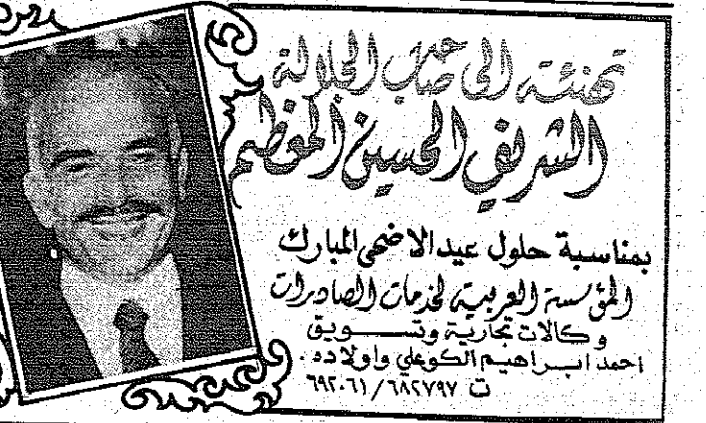 تهنئة الى صاحب الجلالة
الشريف الحسين المعظم
بمناسبة حلول عيد الاضحى المبارك
المؤسسة العربية لخدمات الصادرات
وكالات تجارية وتسويق
احمد ابراهيم الكوعلي واولاده .
ت ٦٨٢٧٩٧/٦٩٢٠٦١